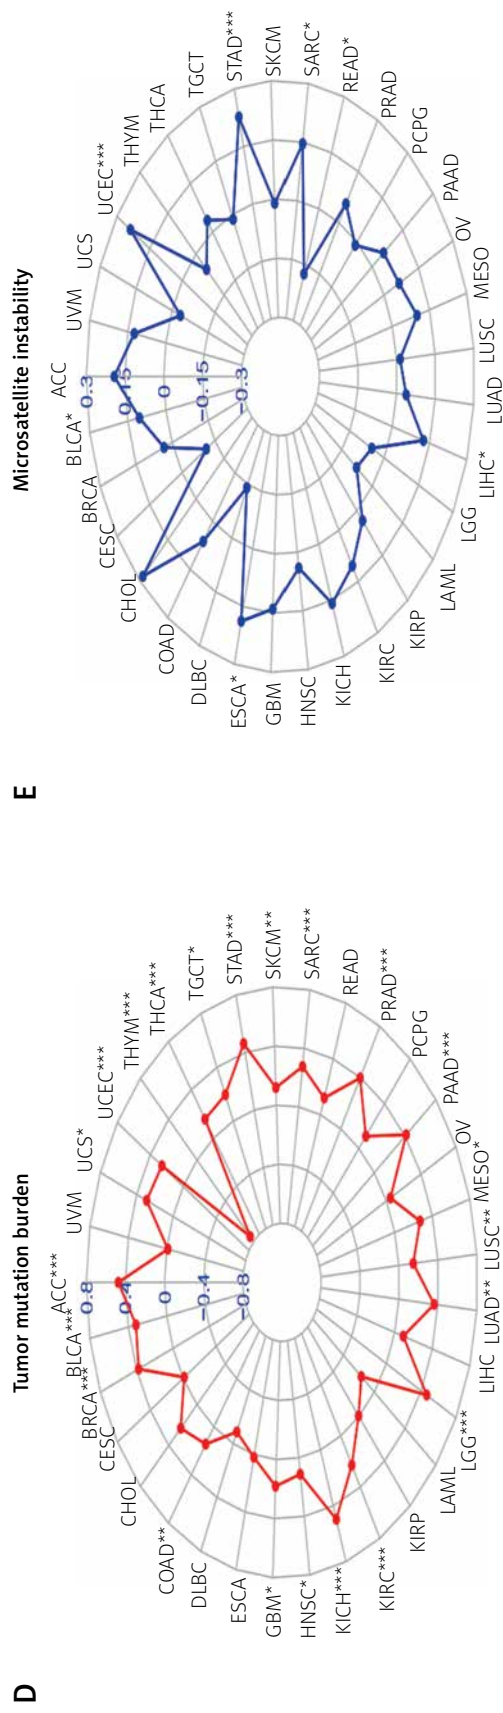 D
Tumor mutation burden
ACC***
BLCA***
BRCA***
CESC
CHOL
COAD**
DLBC
ESCA
GBM*
HNSC*
KICH***
KIRC***
KIRP
LAML
LGG***
LIHC
LUAD**
LUSC**
MESO*
OV
PAAD***
PCPG
PRAD***
READ
SARC***
SKCM**
STAD***
TGCT*
THCA***
THYM***
UCEC***
UCS*
UVM
0.8
0.4
0
−0.4
−0.8
E
Microsatellite instability
ACC
BLCA*
BRCA
CESC
CHOL
COAD
DLBC
ESCA*
GBM
HNSC
KICH
KIRC
KIRP
LAML
LGG
LIHC*
LUAD
LUSC
MESO
OV
PAAD
PCPG
PRAD
READ*
SARC*
SKCM
STAD***
TGCT
THCA
THYM
UCEC***
UCS
UVM
0.3
0.15
0
−0.15
−0.3